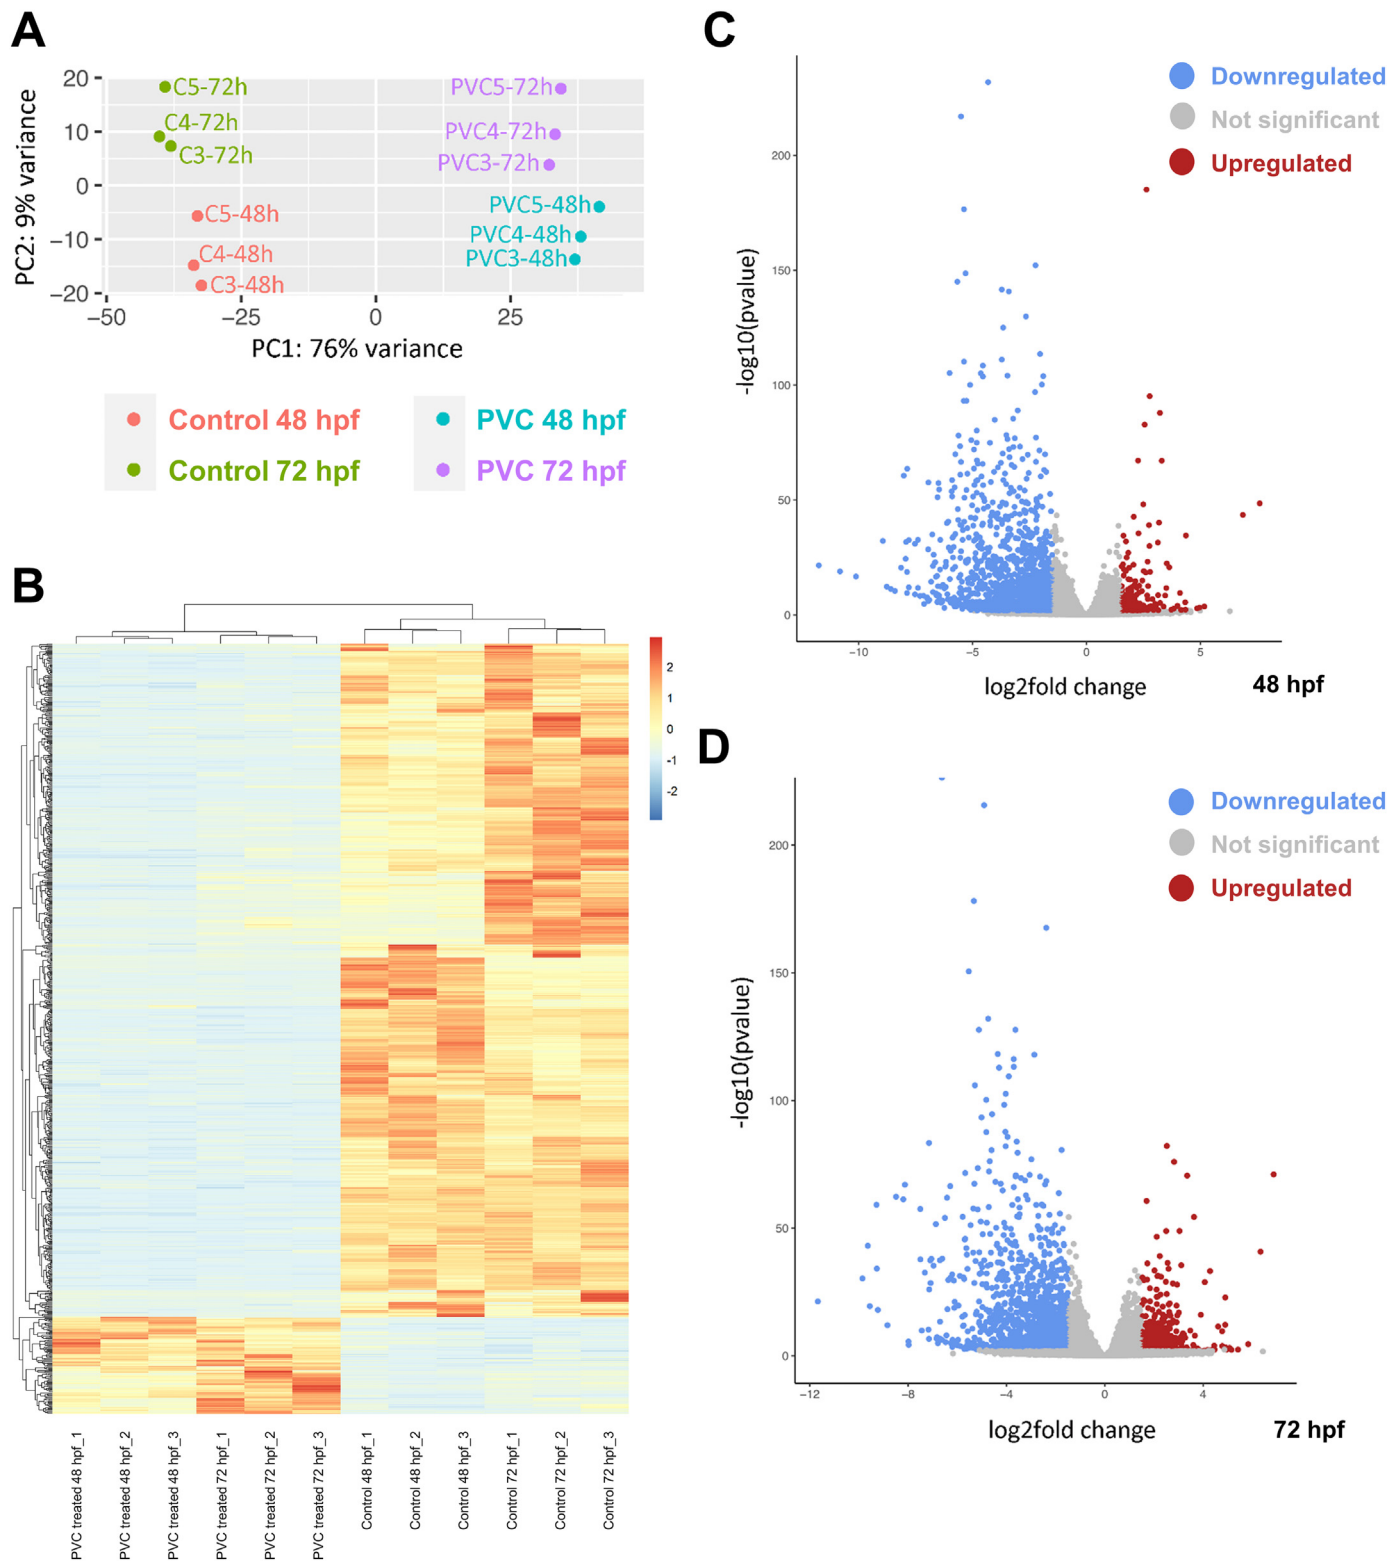 A
PC2: 9% variance
20
10
0
−10
−20
C5-72h
C4-72h
C3-72h
C5-48h
C4-48h
C3-48h
PVC5-72h
PVC4-72h
PVC3-72h
PVC5-48h
PVC4-48h
PVC3-48h
−50
−25
0
25
PC1: 76% variance
Control 48 hpf
PVC 48 hpf
Control 72 hpf
PVC 72 hpf
B
2
1
0
-1
-2
PVC treated 48 hpf_1
PVC treated 48 hpf_2
PVC treated 48 hpf_3
PVC treated 72 hpf_1
PVC treated 72 hpf_2
PVC treated 72 hpf_3
Control 48 hpf_1
Control 48 hpf_2
Control 48 hpf_3
Control 72 hpf_1
Control 72 hpf_2
Control 72 hpf_3
C
Downregulated
Not significant
Upregulated
-log10(pvalue)
200
150
100
50
0
−10
−5
0
5
log2fold change
48 hpf
D
Downregulated
Not significant
Upregulated
-log10(pvalue)
200
150
100
50
0
−12
−8
−4
0
4
log2fold change
72 hpf